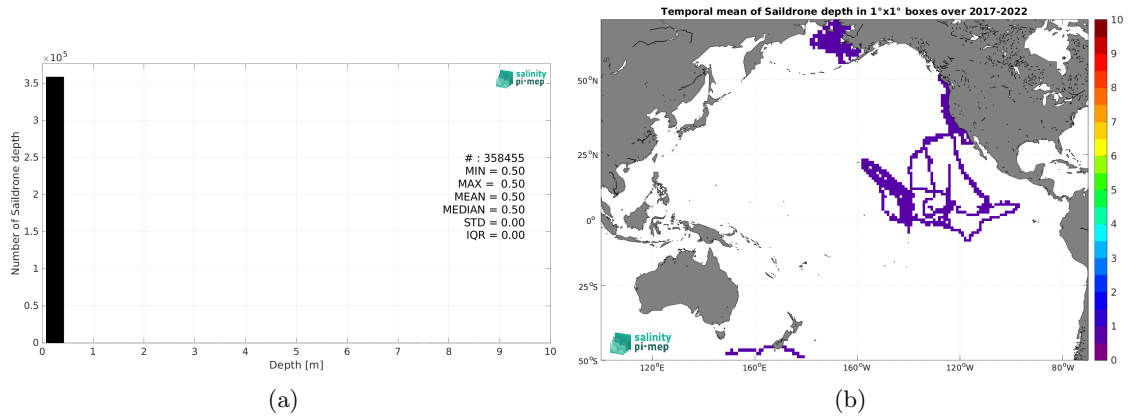 ×10⁵
3.5
3
2.5
2
1.5
1
0.5
0
Number of Saildrone depth
salinity
pi-mep
# : 358455
MIN = 0.50
MAX = 0.50
MEAN = 0.50
MEDIAN = 0.50
STD = 0.00
IQR = 0.00
0 1 2 3 4 5 6 7 8 9 10
Depth [m]
(a)
Temporal mean of Saildrone depth in 1°x1° boxes over 2017-2022
50°N
25°N
0°
25°S
50°S
salinity
pi-mep
120°E 160°E 160°W 120°W 80°W
10
9
8
7
6
5
4
3
2
1
0
(b)